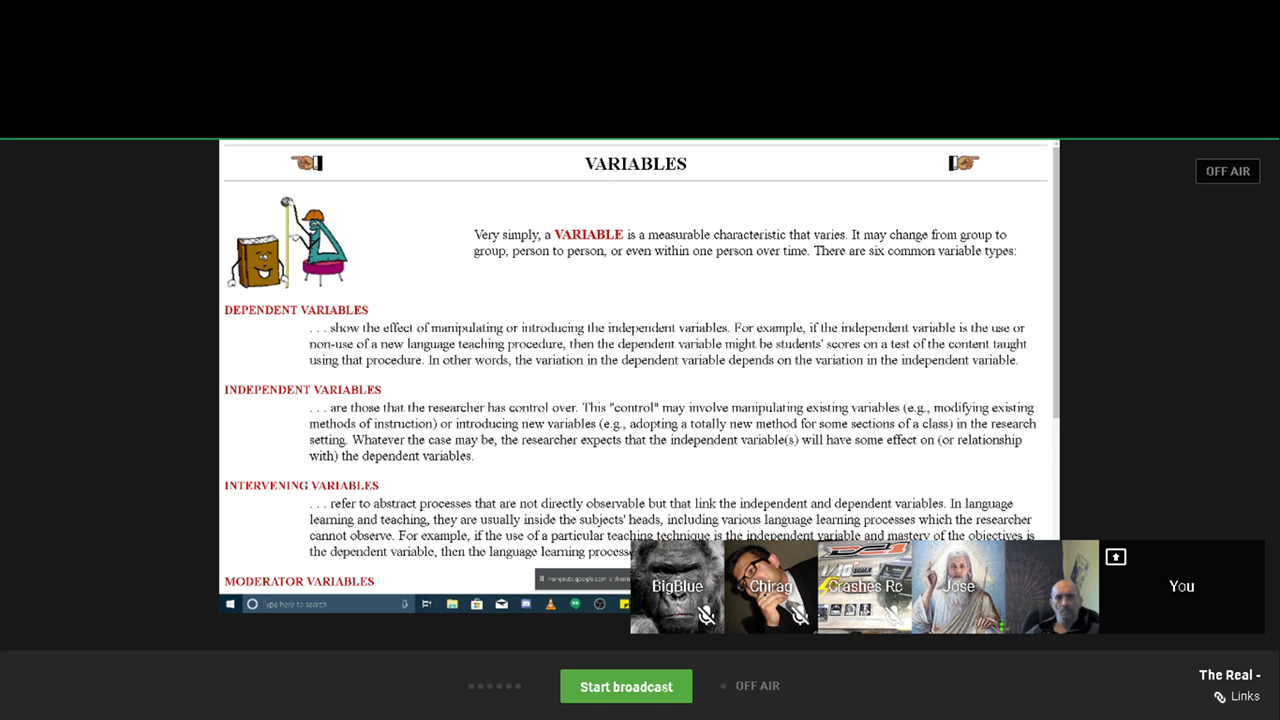 VARIABLES
OFF AIR
Very simply, a VARIABLE is a measurable characteristic that varies. It may change from group to
group, person to person, or even within one person over time. There are six common variable types:
DEPENDENT VARIABLES
. . . show the effect of manipulating or introducing the independent variables. For example, if the independent variable is the use or
non-use of a new language teaching procedure, then the dependent variable might be students' scores on a test of the content taught
using that procedure. In other words, the variation in the dependent variable depends on the variation in the independent variable.
INDEPENDENT VARIABLES
. . . are those that the researcher has control over. This "control" may involve manipulating existing variables (e.g., modifying existing
methods of instruction) or introducing new variables (e.g., adopting a totally new method for some sections of a class) in the research
setting. Whatever the case may be, the researcher expects that the independent variable(s) will have some effect on (or relationship
with) the dependent variables.
INTERVENING VARIABLES
. . . refer to abstract processes that are not directly observable but that link the independent and dependent variables. In language
learning and teaching, they are usually inside the subjects' heads, including various language learning processes which the researcher
cannot observe. For example, if the use of a particular teaching technique is the independent variable and mastery of the objectives is
the dependent variable, then the language learning
MODERATOR VARIABLES
hangouts.google.com is
Type here to search
BigBlue
Chirag
Crashes Rc
Jose
You
1/10 SCALE
Start broadcast
OFF AIR
The Real -
Links